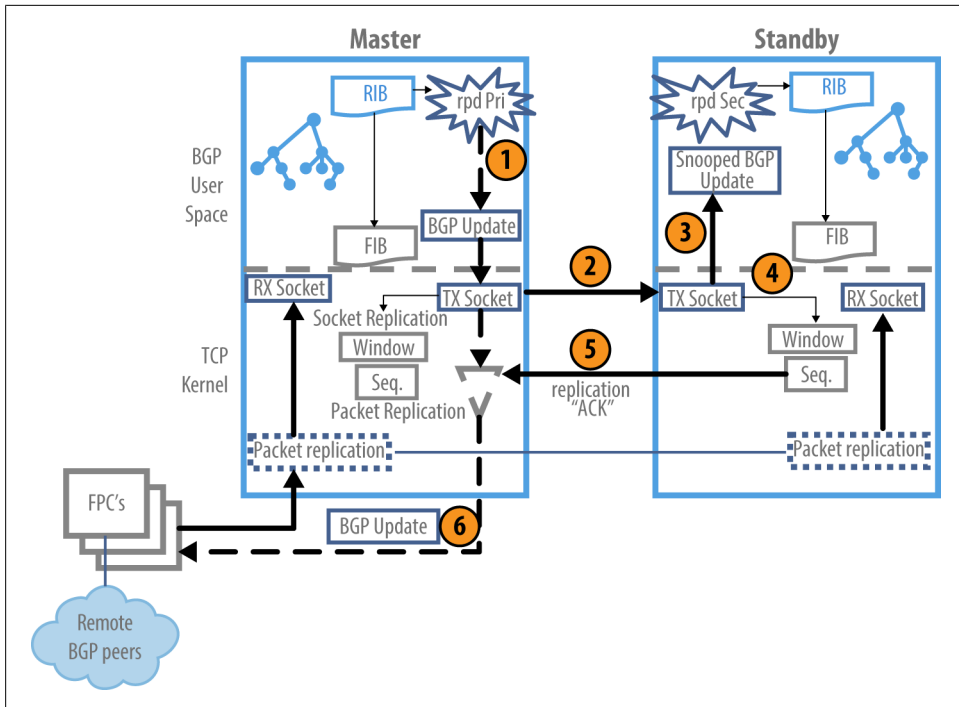 Master
Standby
RIB
rpd Pri
rpd Sec
RIB
BGP
User
Space
1
Snooped BGP
Update
BGP Update
3
FIB
FIB
2
4
RX Socket
TX Socket
TX Socket
RX Socket
Socket Replication
Window
Window
5
TCP
Kernel
Seq.
Seq.
replication
"ACK"
Packet Replication
Packet replication
Packet replication
FPC's
BGP Update
6
Remote
BGP peers